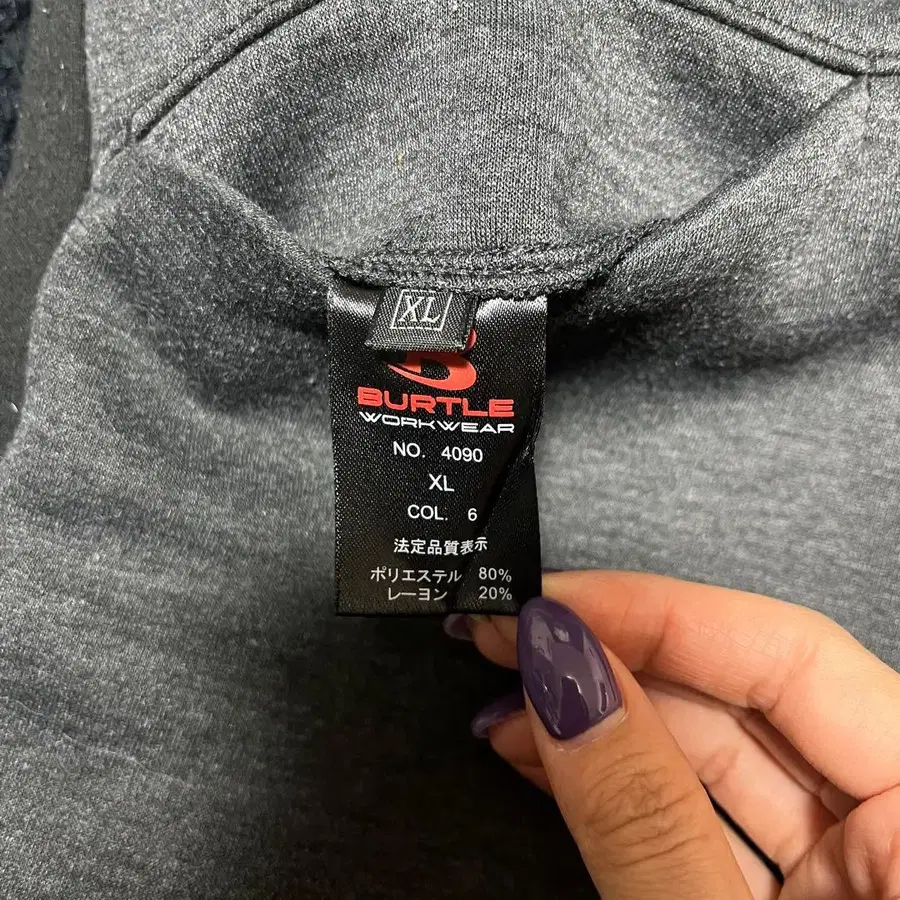 XL
BURTLE
WORKWEAR
NO. 4090
XL
COL. 6
法定品質表示
ポリエステル 80%
レーヨン 20%